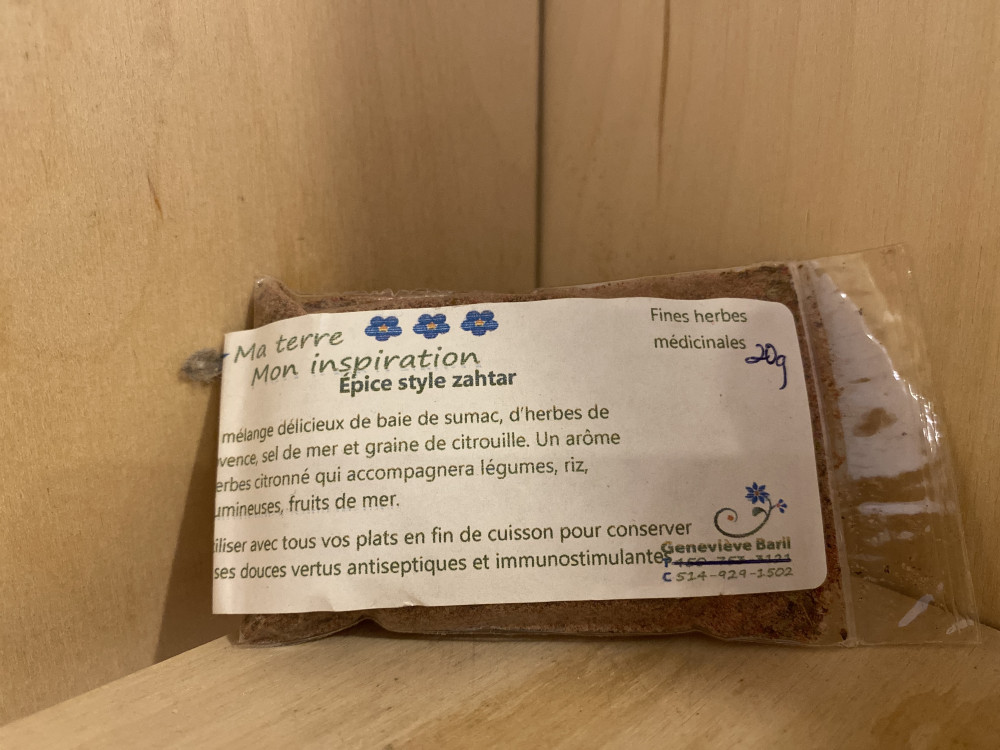 Ma terre
Mon inspiration
Épice style zahtar
Fines herbes
médicinales 20g
mélange délicieux de baie de sumac, d'herbes de
vence, sel de mer et graine de citrouille. Un arôme
erbes citronné qui accompagnera légumes, riz,
umineuses, fruits de mer.
iliser avec tous vos plats en fin de cuisson pour conserver
ses douces vertus antiseptiques et immunostimulantes
Geneviève Baril
C 514-929-1502